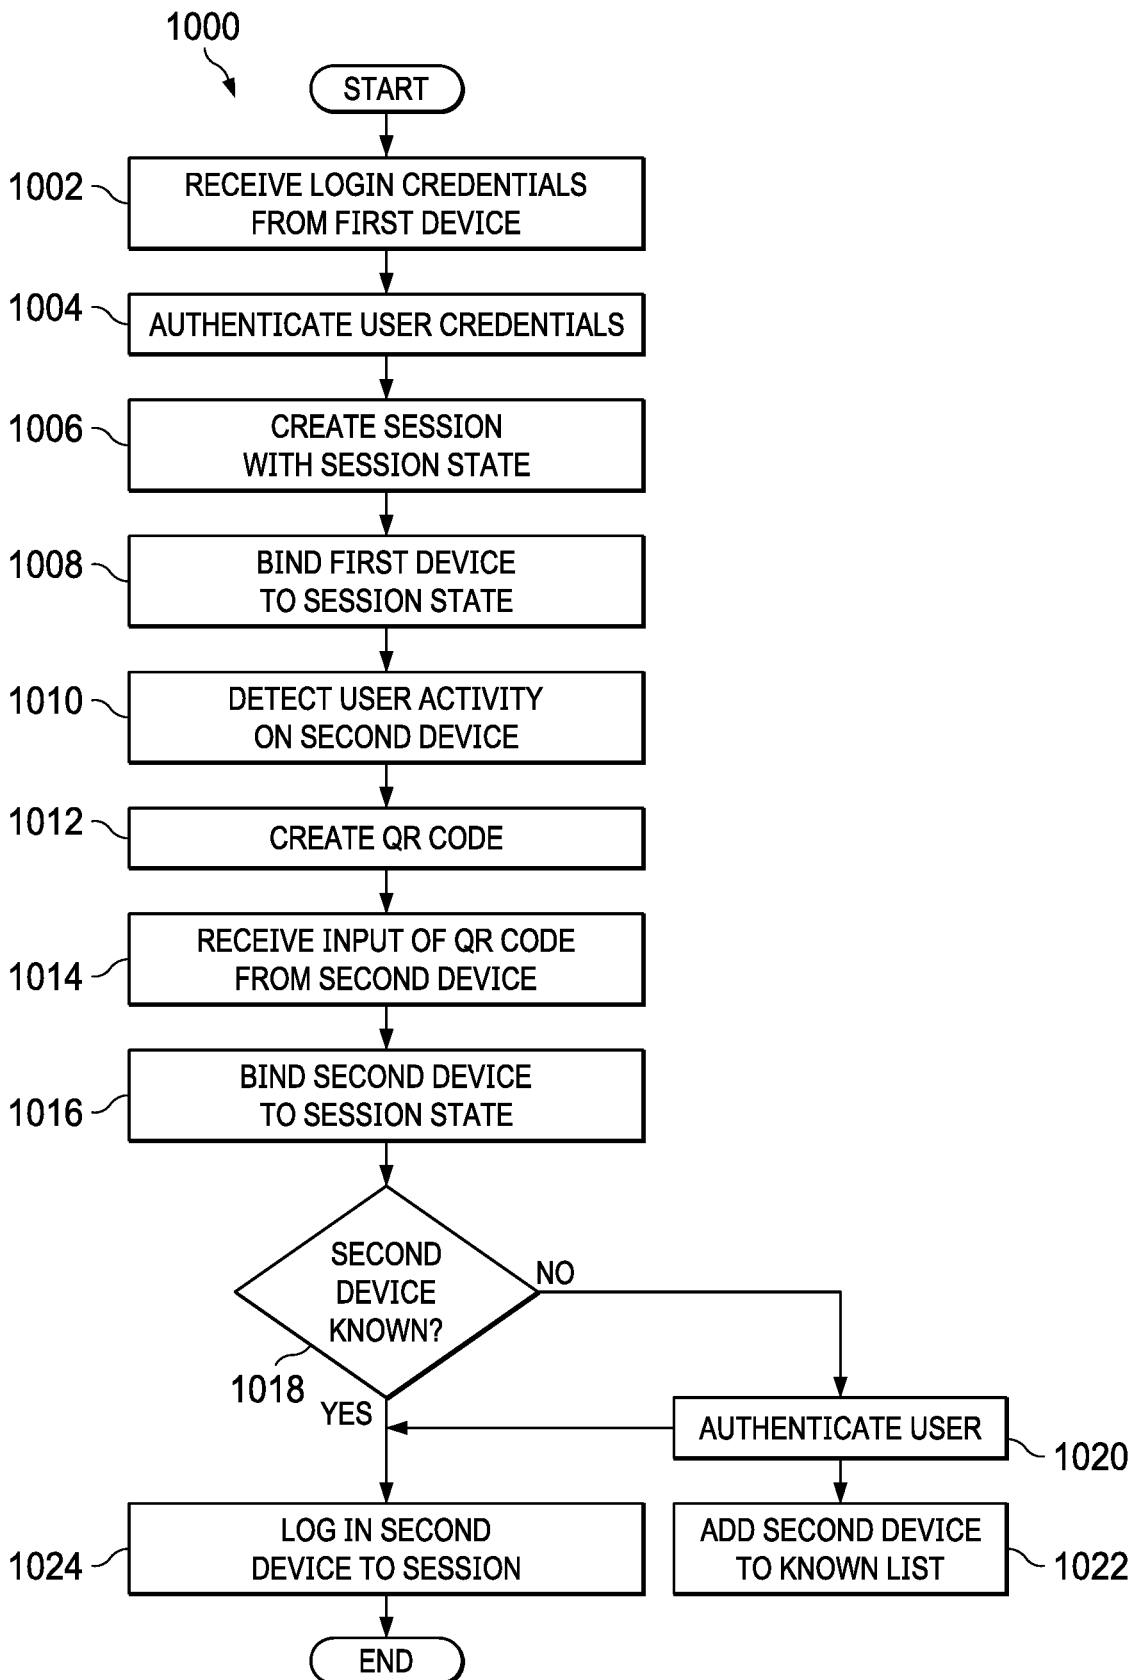 1000
START
1002
RECEIVE LOGIN CREDENTIALS
FROM FIRST DEVICE
1004
AUTHENTICATE USER CREDENTIALS
1006
CREATE SESSION
WITH SESSION STATE
1008
BIND FIRST DEVICE
TO SESSION STATE
1010
DETECT USER ACTIVITY
ON SECOND DEVICE
1012
CREATE QR CODE
1014
RECEIVE INPUT OF QR CODE
FROM SECOND DEVICE
1016
BIND SECOND DEVICE
TO SESSION STATE
SECOND
DEVICE
KNOWN?
NO
1018
YES
AUTHENTICATE USER
1020
1024
LOG IN SECOND
DEVICE TO SESSION
ADD SECOND DEVICE
TO KNOWN LIST
1022
END